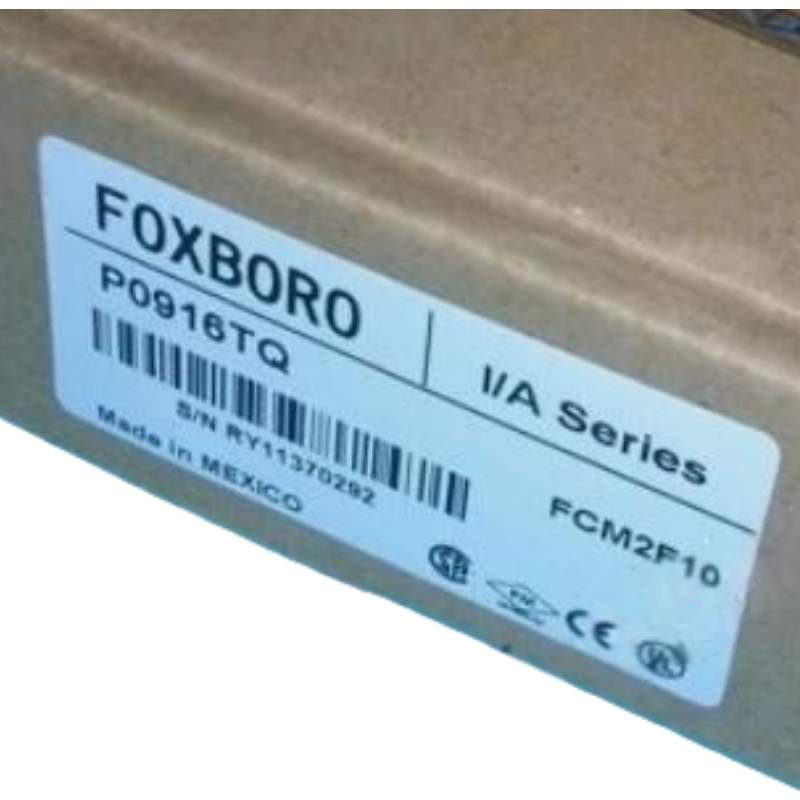 FOXBORO
I/A Series
P0916TQ
FCM2F10
S/N RY11370292
Made in MEXICO
CE